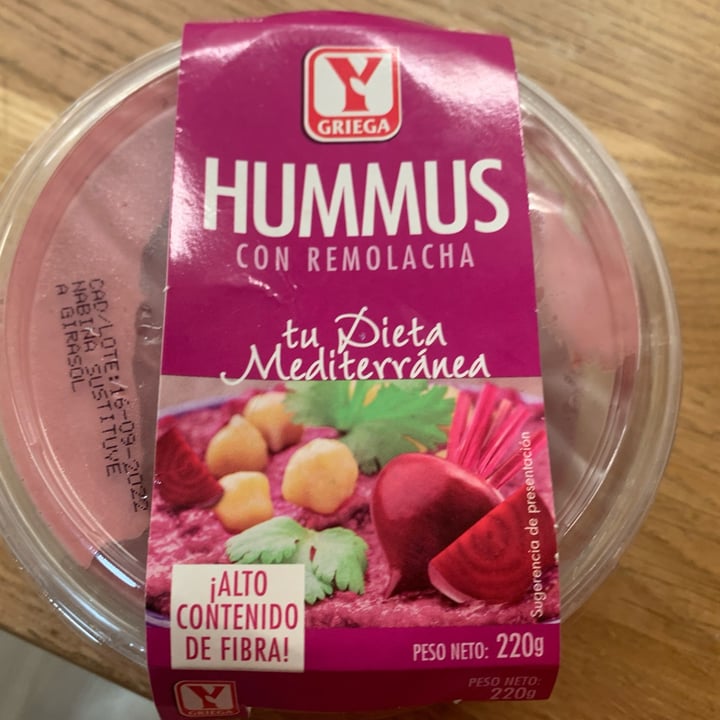 Y
GRIEGA
HUMMUS
CON REMOLACHA
tu Dieta
Mediterránea
CAD/LOTE:16-09-2022
NABINA SUSTITUYE
A GIRASOL
Sugerencia de presentación
¡ALTO
CONTENIDO
DE FIBRA!
PESO NETO: 220g
PESO NETO:
220g
Y
GRIEGA